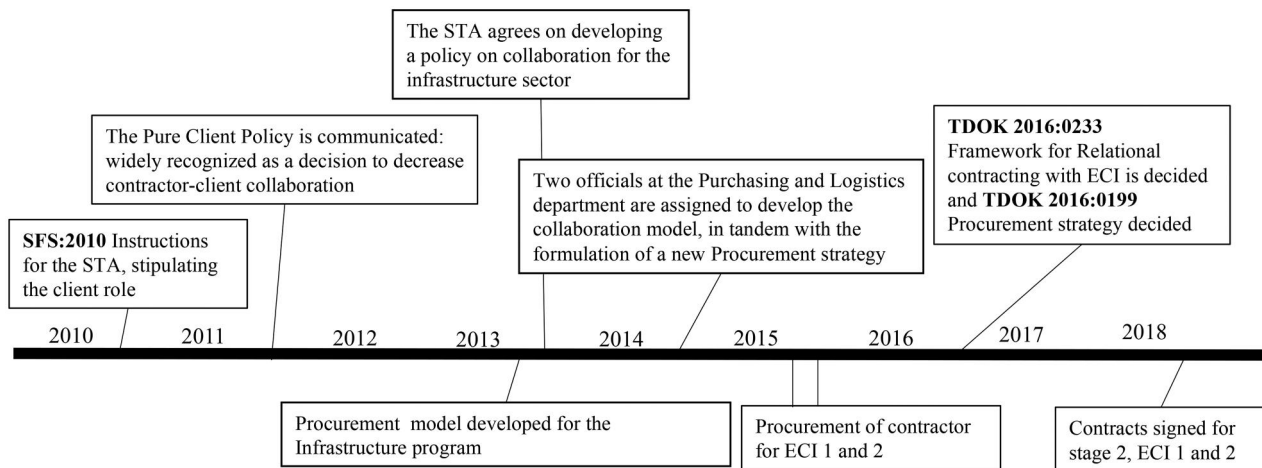 The STA agrees on developing
a policy on collaboration for the
infrastructure sector
The Pure Client Policy is communicated:
widely recognized as a decision to decrease
contractor-client collaboration
TDOK 2016:0233
Framework for Relational
contracting with ECI is decided
and TDOK 2016:0199
Procurement strategy decided
Two officials at the Purchasing and Logistics
department are assigned to develop the
collaboration model, in tandem with the
formulation of a new Procurement strategy
SFS:2010 Instructions
for the STA, stipulating
the client role
2010 2011 2012 2013 2014 2015 2016 2017 2018
Procurement model developed for the
Infrastructure program
Procurement of contractor
for ECI 1 and 2
Contracts signed for
stage 2, ECI 1 and 2